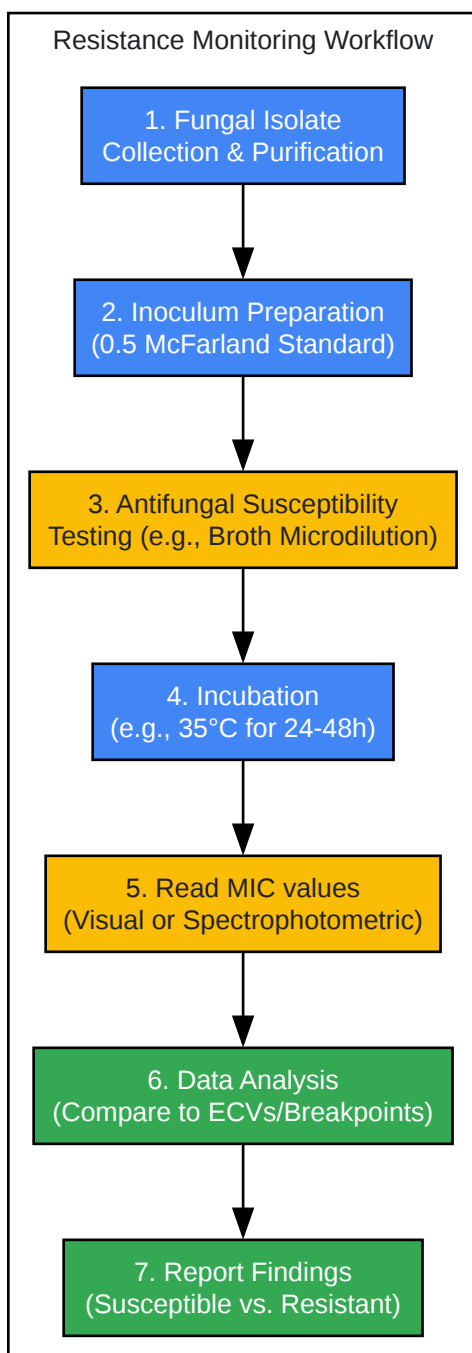 Resistance Monitoring Workflow
1. Fungal Isolate
Collection & Purification
2. Inoculum Preparation
(0.5 McFarland Standard)
3. Antifungal Susceptibility
Testing (e.g., Broth Microdilution)
4. Incubation
(e.g., 35°C for 24-48h)
5. Read MIC values
(Visual or Spectrophotometric)
6. Data Analysis
(Compare to ECVs/Breakpoints)
7. Report Findings
(Susceptible vs. Resistant)